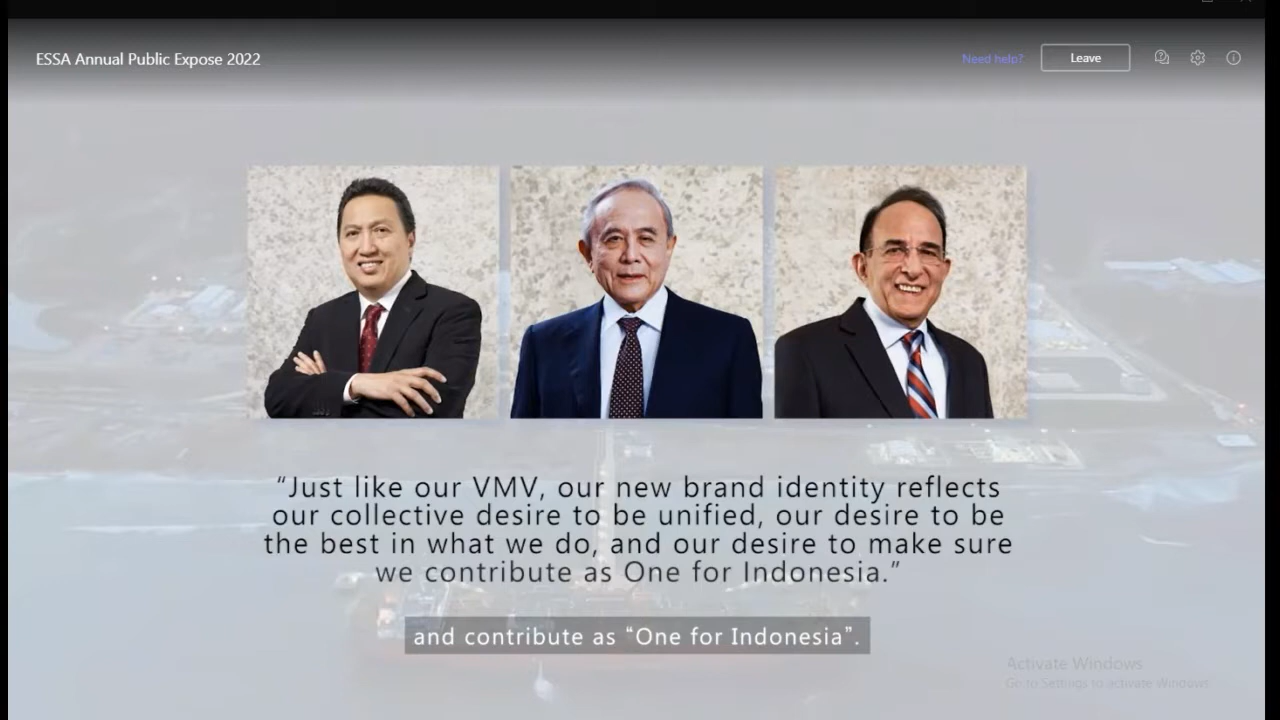 ESSA Annual Public Expose 2022
Need help?
Leave
“Just like our VMV, our new brand identity reflects
our collective desire to be unified, our desire to be
the best in what we do, and our desire to make sure
we contribute as One for Indonesia.”
and contribute as “One for Indonesia”.
Activate Windows
Go to Settings to activate Windows.